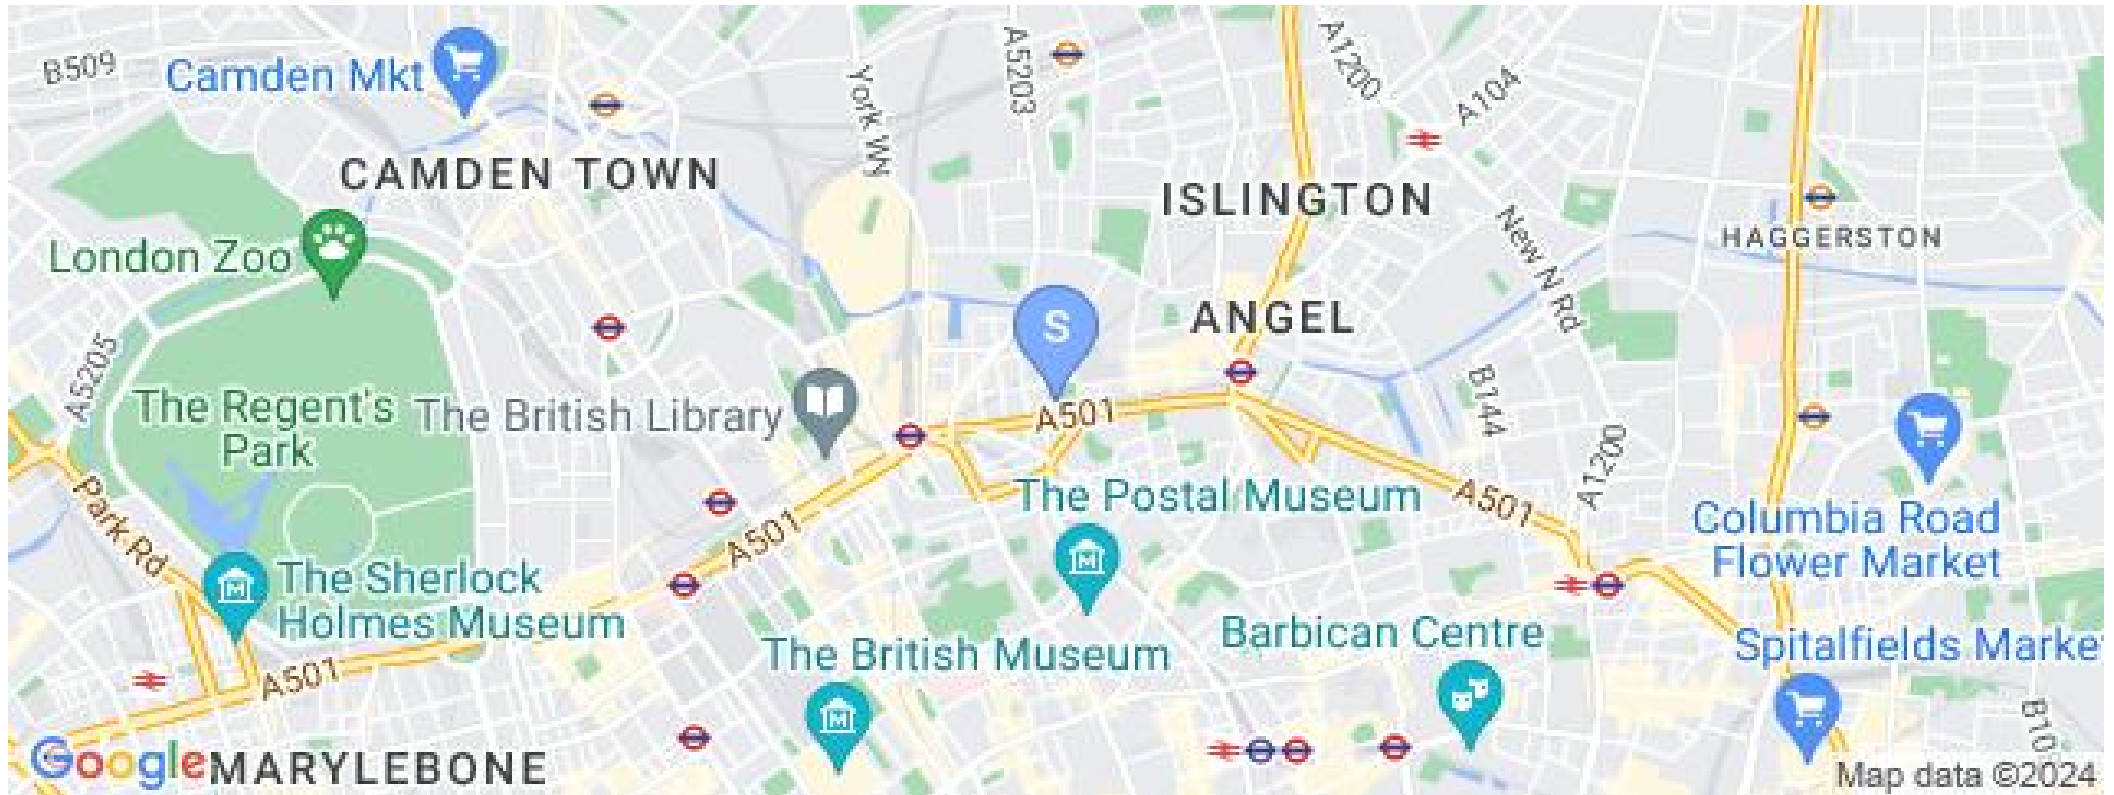 B509
Camden Mkt
York Wy
A5203
A1200
A104
CAMDEN TOWN
ISLINGTON
London Zoo
New N Rd
HAGGERSTON
S
ANGEL
A5205
The Regent's
Park
The British Library
A501
B144
A1200
Park Rd
The Postal Museum
A501
A501
Columbia Road
Flower Market
The Sherlock
Holmes Museum
The British Museum
Barbican Centre
Spitalfields Marke
A501
M
M
M
B10
Google
MARYLEBONE
Map data ©2024